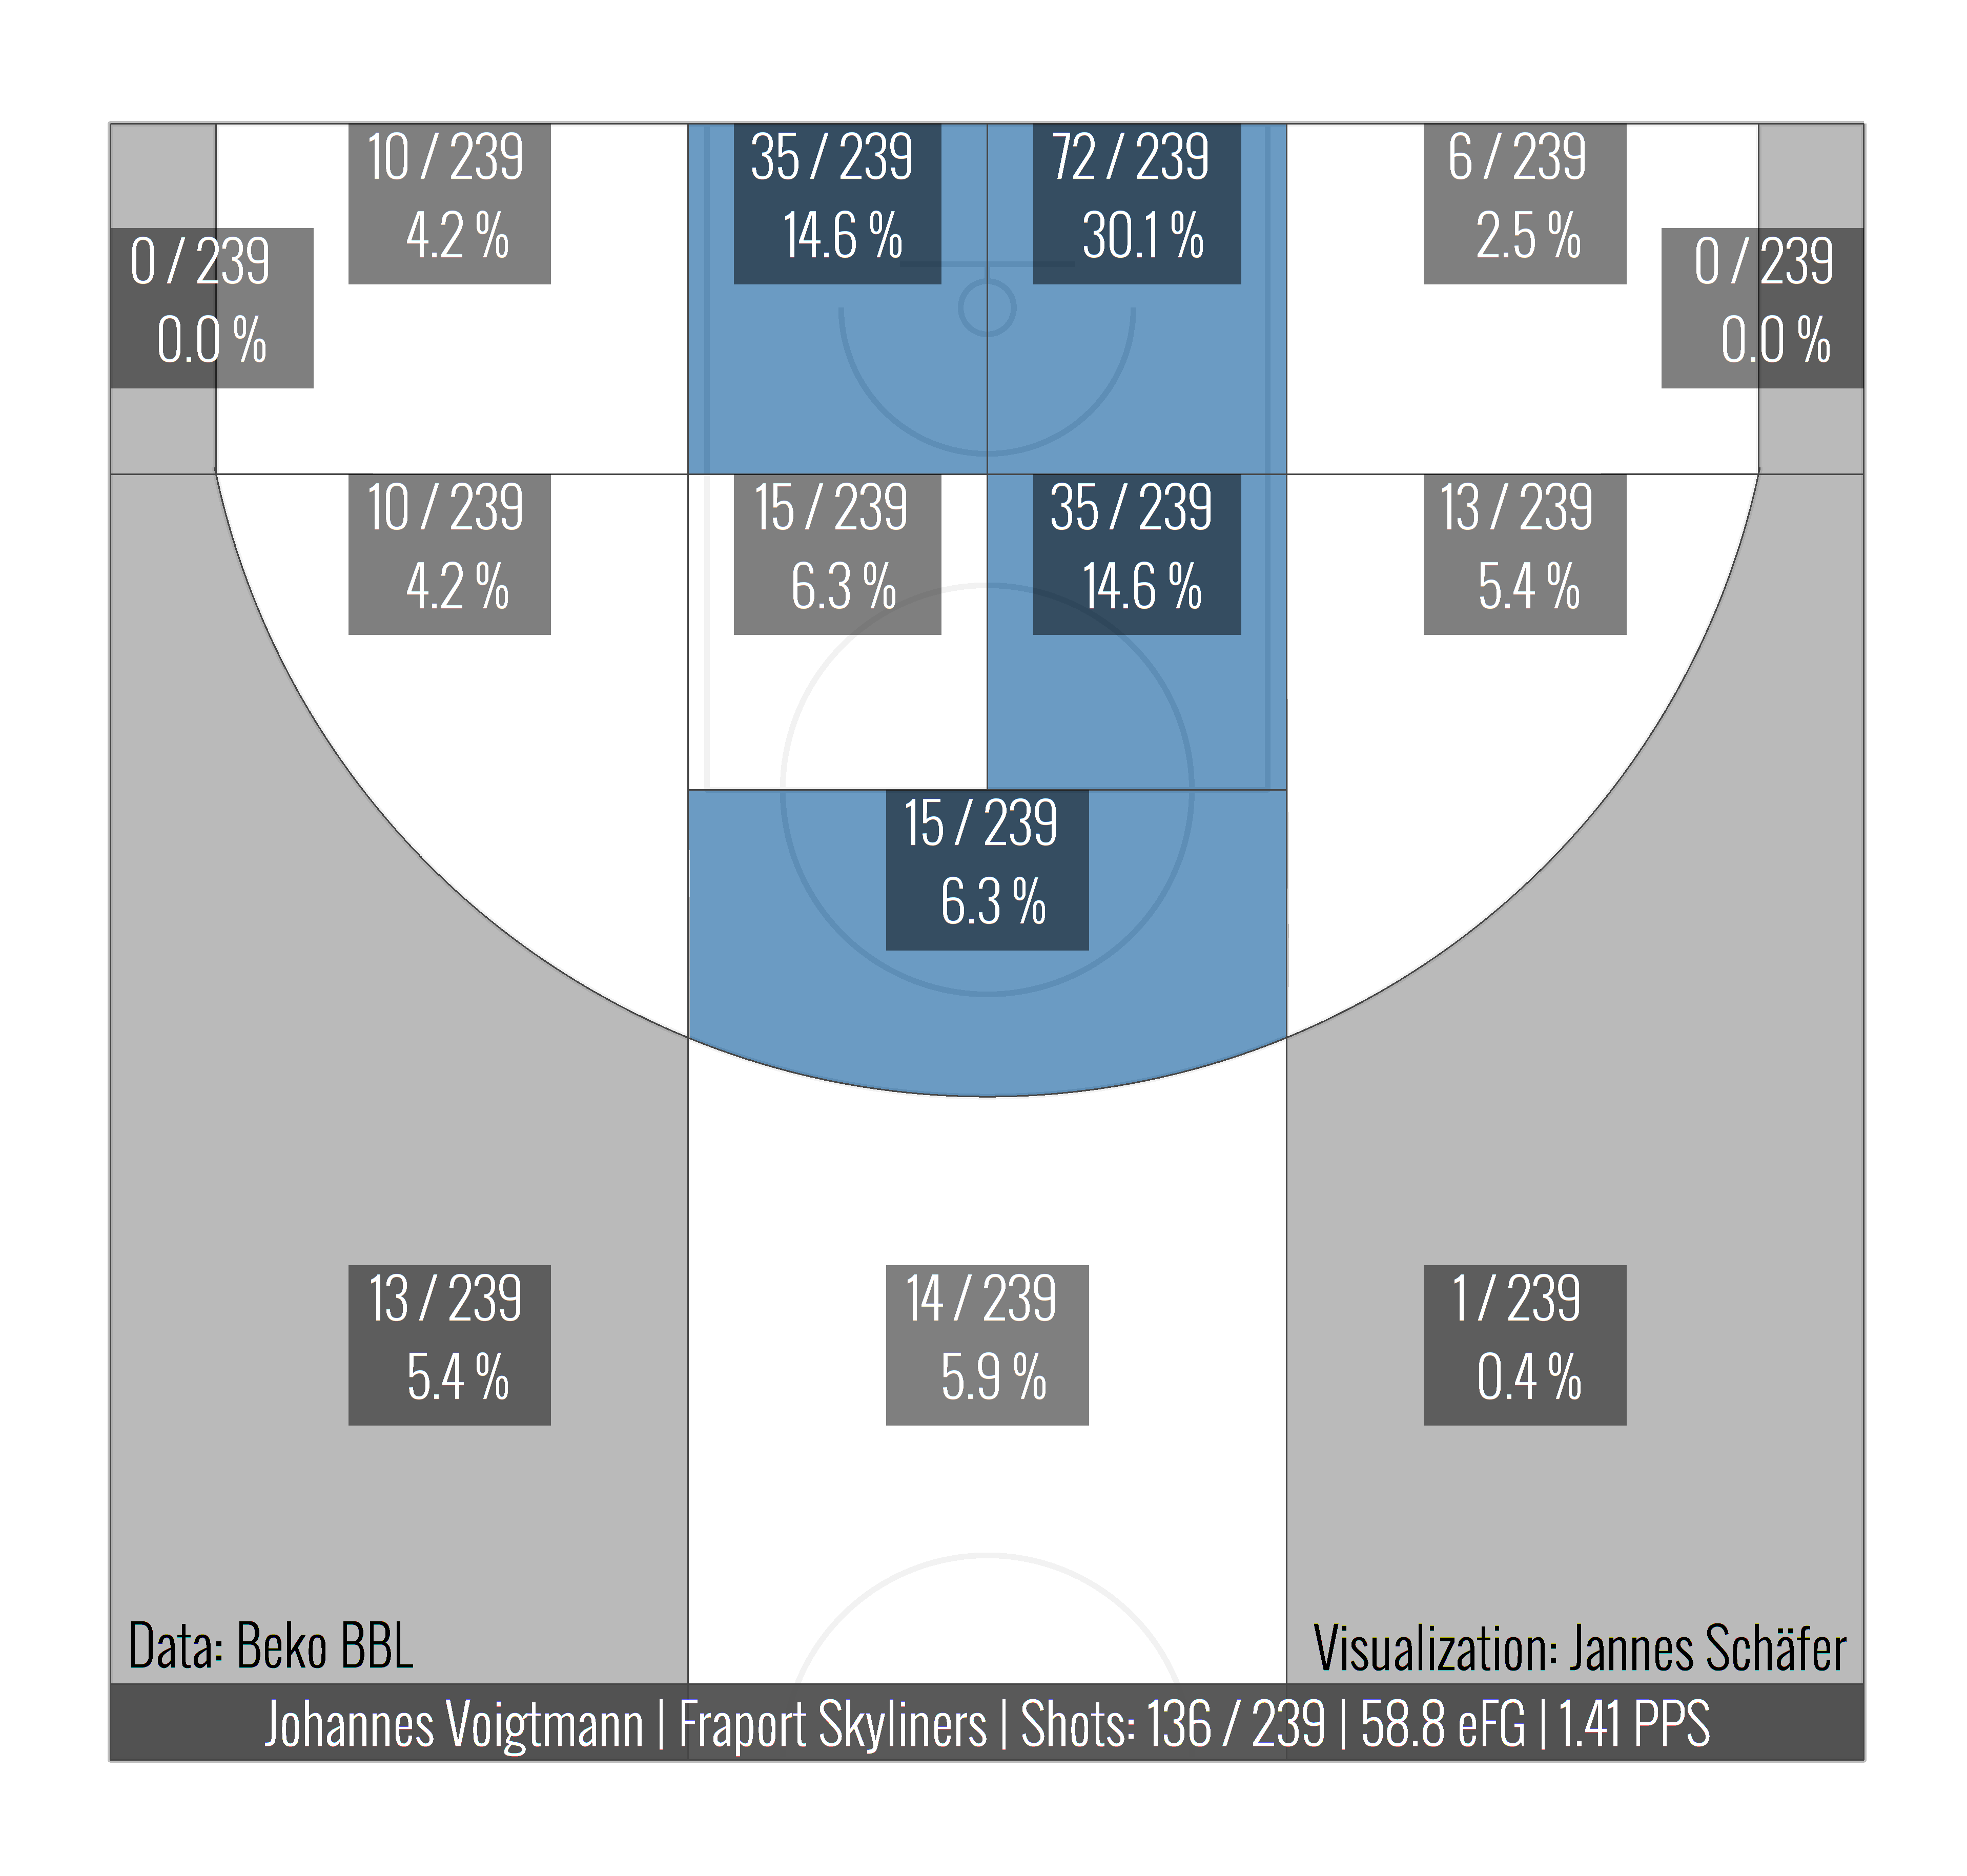 10 / 239
4.2 %
35 / 239
14.6 %
72 / 239
30.1 %
6 / 239
2.5 %
0 / 239
0.0 %
0 / 239
0.0 %
10 / 239
4.2 %
15 / 239
6.3 %
35 / 239
14.6 %
13 / 239
5.4 %
15 / 239
6.3 %
13 / 239
5.4 %
14 / 239
5.9 %
1 / 239
0.4 %
Data: Beko BBL
Visualization: Jannes Schäfer
Johannes Voigtmann | Fraport Skyliners | Shots: 136 / 239 | 58.8 eFG | 1.41 PPS